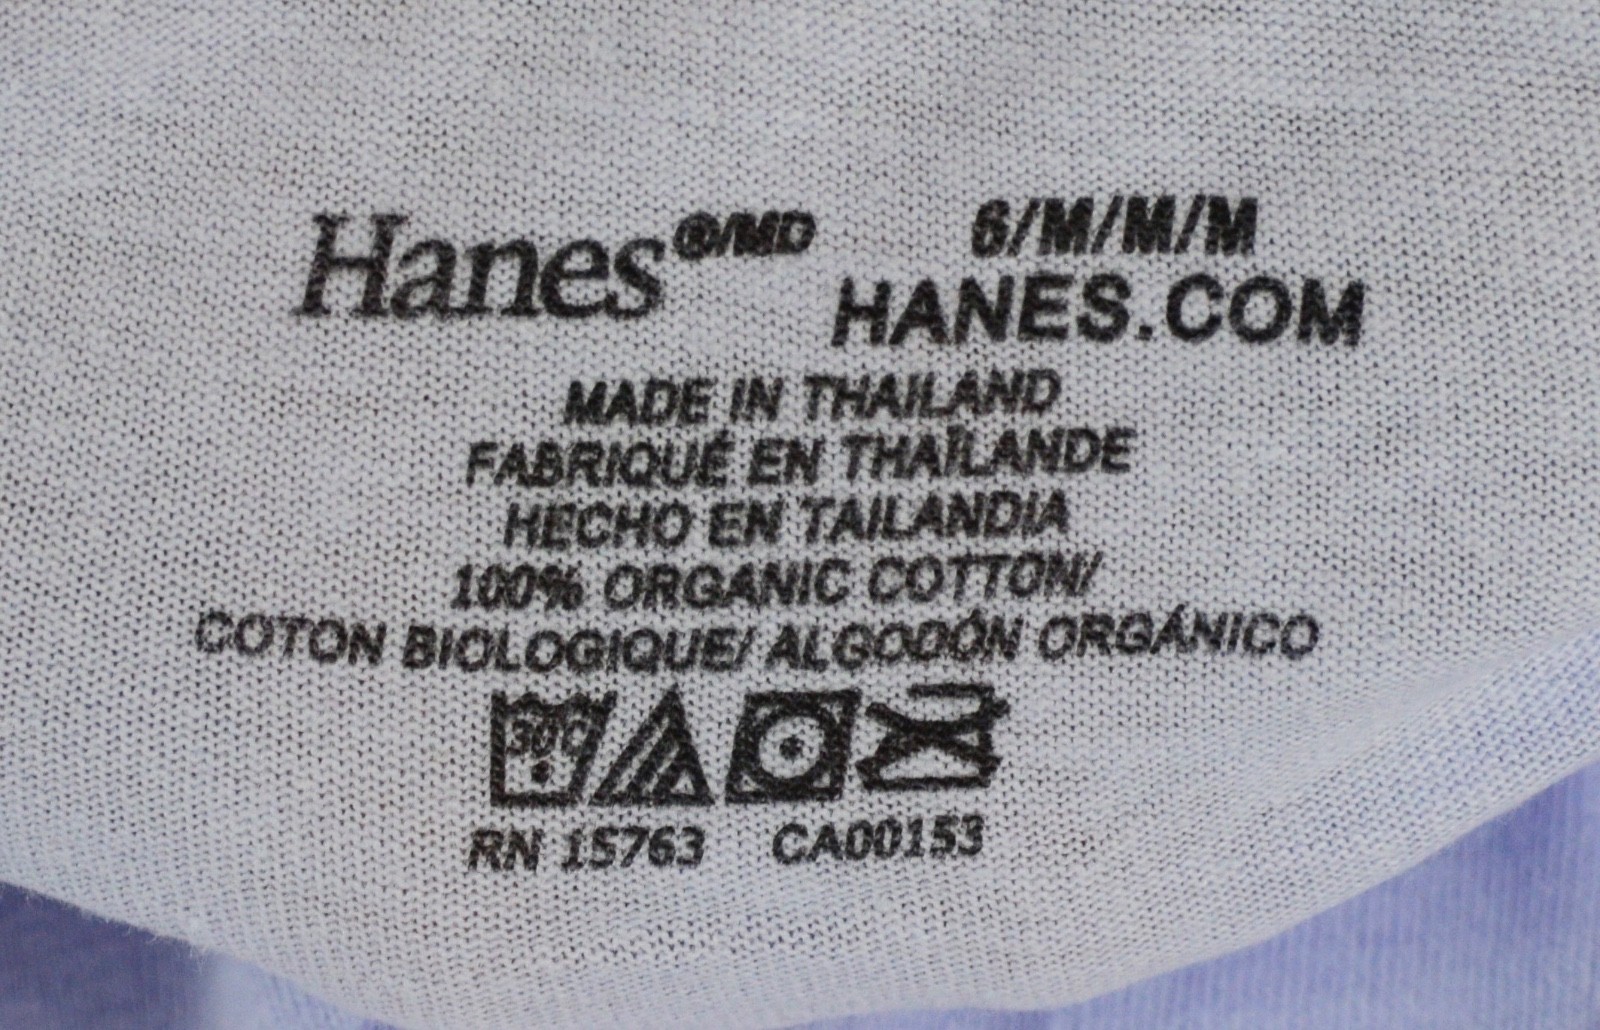 Hanes®/MD
6/M/M/M
HANES.COM
MADE IN THAILAND
FABRIQUÉ EN THAÏLANDE
HECHO EN TAILANDIA
100% ORGANIC COTTON/
COTON BIOLOGIQUE/ ALGODÓN ORGÁNICO
30C
RN 15763 CA00153